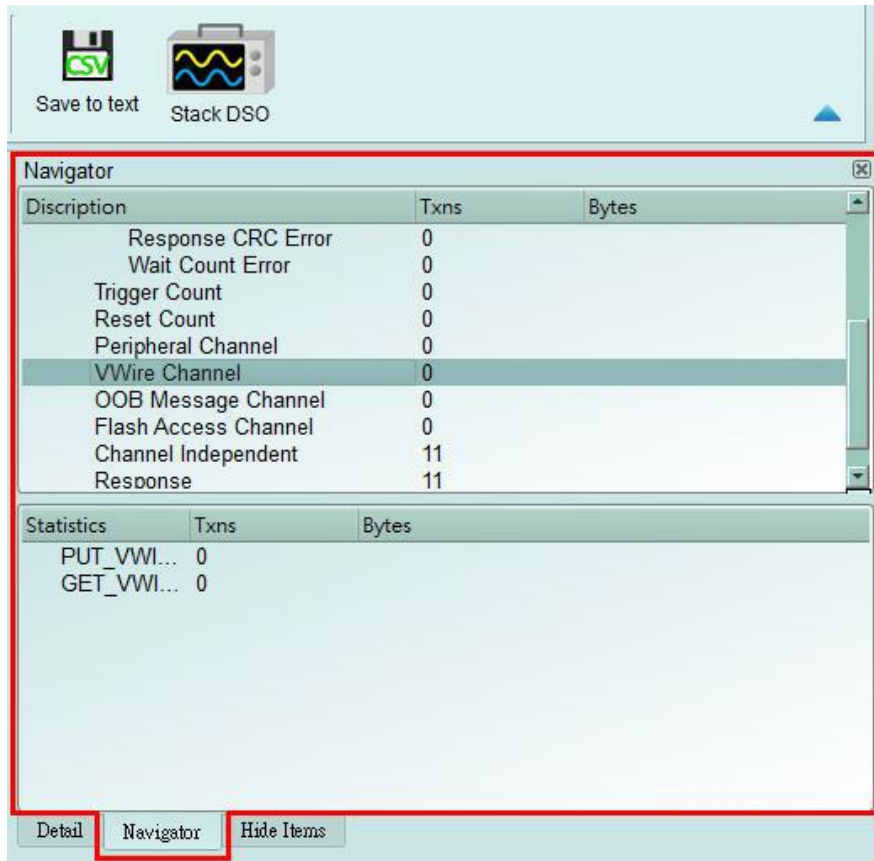 CSV
Save to text
Stack DSO
Navigator
Discription Txns Bytes
Response CRC Error 0
Wait Count Error 0
Trigger Count 0
Reset Count 0
Peripheral Channel 0
VWire Channel 0
OOB Message Channel 0
Flash Access Channel 0
Channel Independent 11
Response 11
Statistics Txns Bytes
PUT_VWI... 0
GET_VWI... 0
Detail Navigator Hide Items